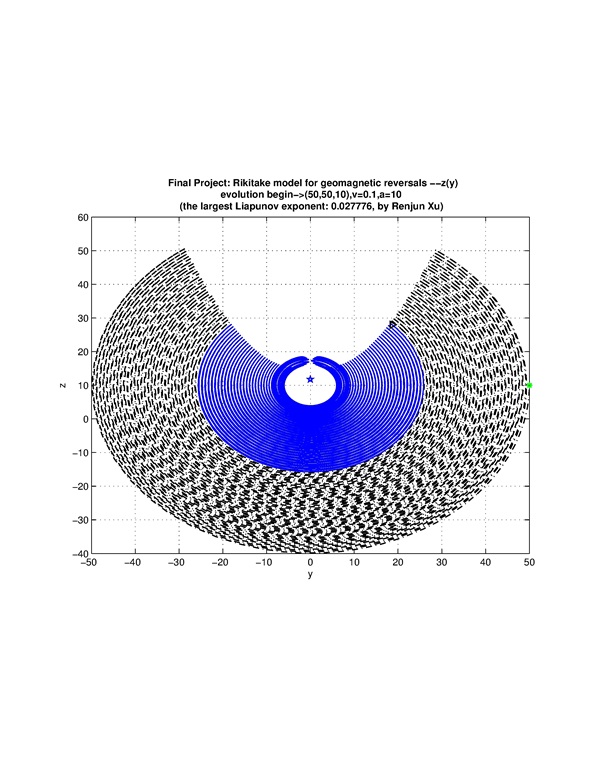 Final Project: Rikitake model for geomagnetic reversals −−z(y)
evolution begin−>(50,50,10),v=0.1,a=10
(the largest Liapunov exponent: 0.027776, by Renjun Xu)
60
50
40
30
20
10
0
−10
−20
−30
−40
z
−50 −40 −30 −20 −10 0 10 20 30 40 50
y